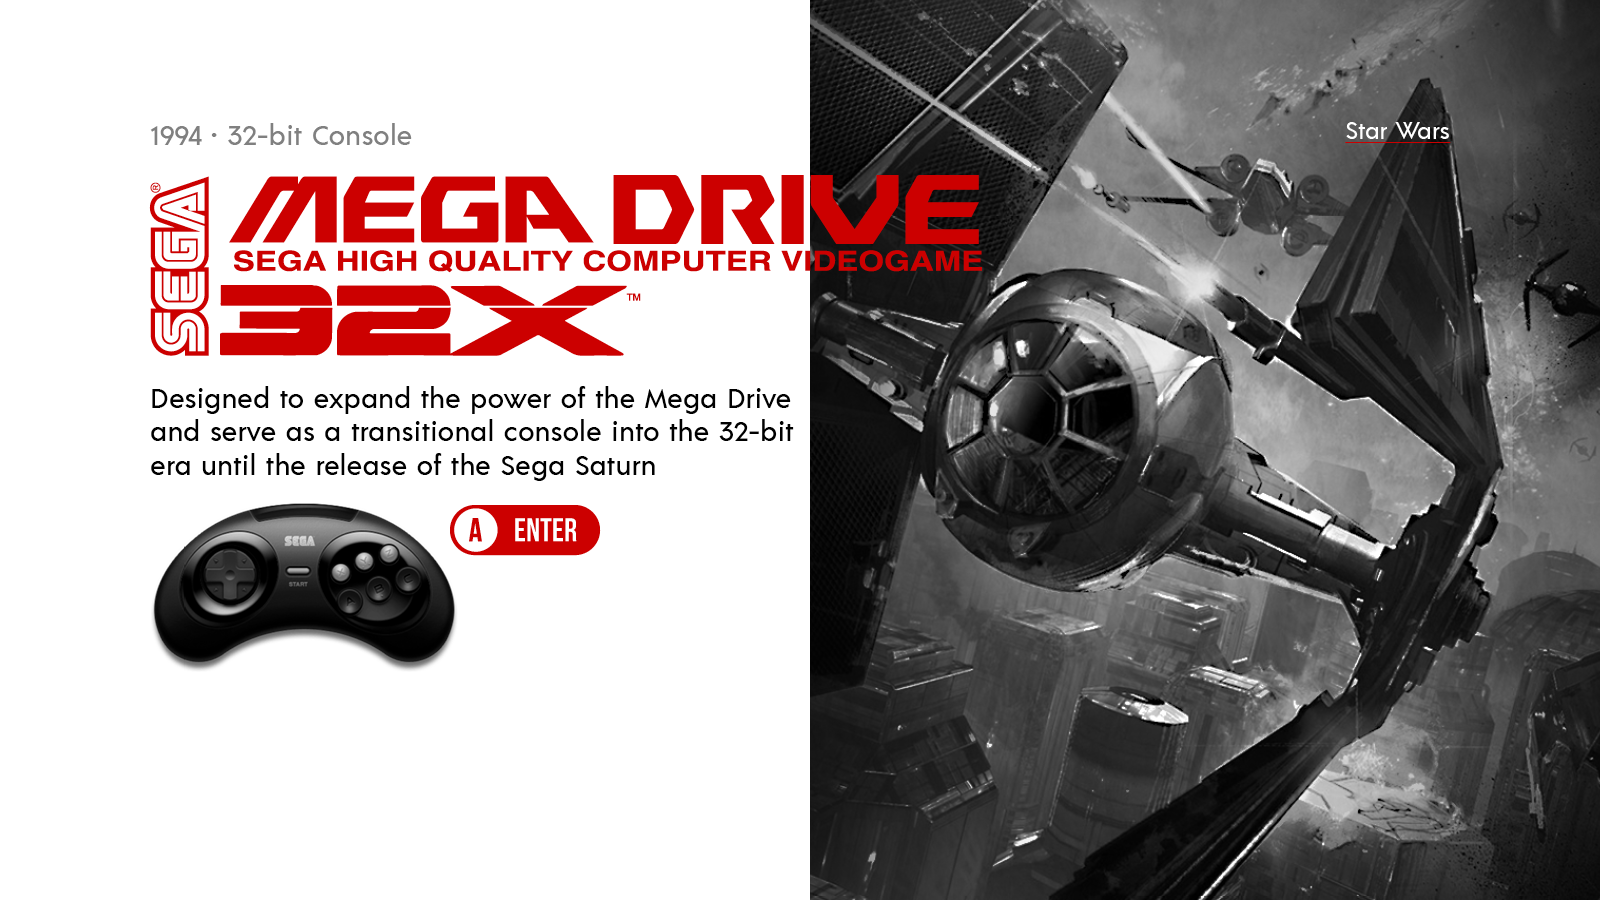 1994 · 32-bit Console
Star Wars
SEGA®
MEGA DRIVE
SEGA HIGH QUALITY COMPUTER VIDEOGAME
32X™
Designed to expand the power of the Mega Drive
and serve as a transitional console into the 32-bit
era until the release of the Sega Saturn
A ENTER
SEGA
START